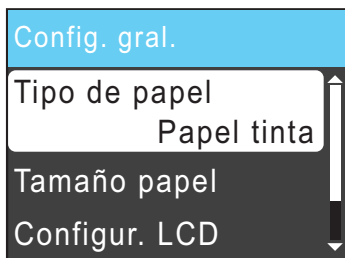 Config. gral.
Tipo de papel
Papel tinta
Tamaño papel
Configur. LCD